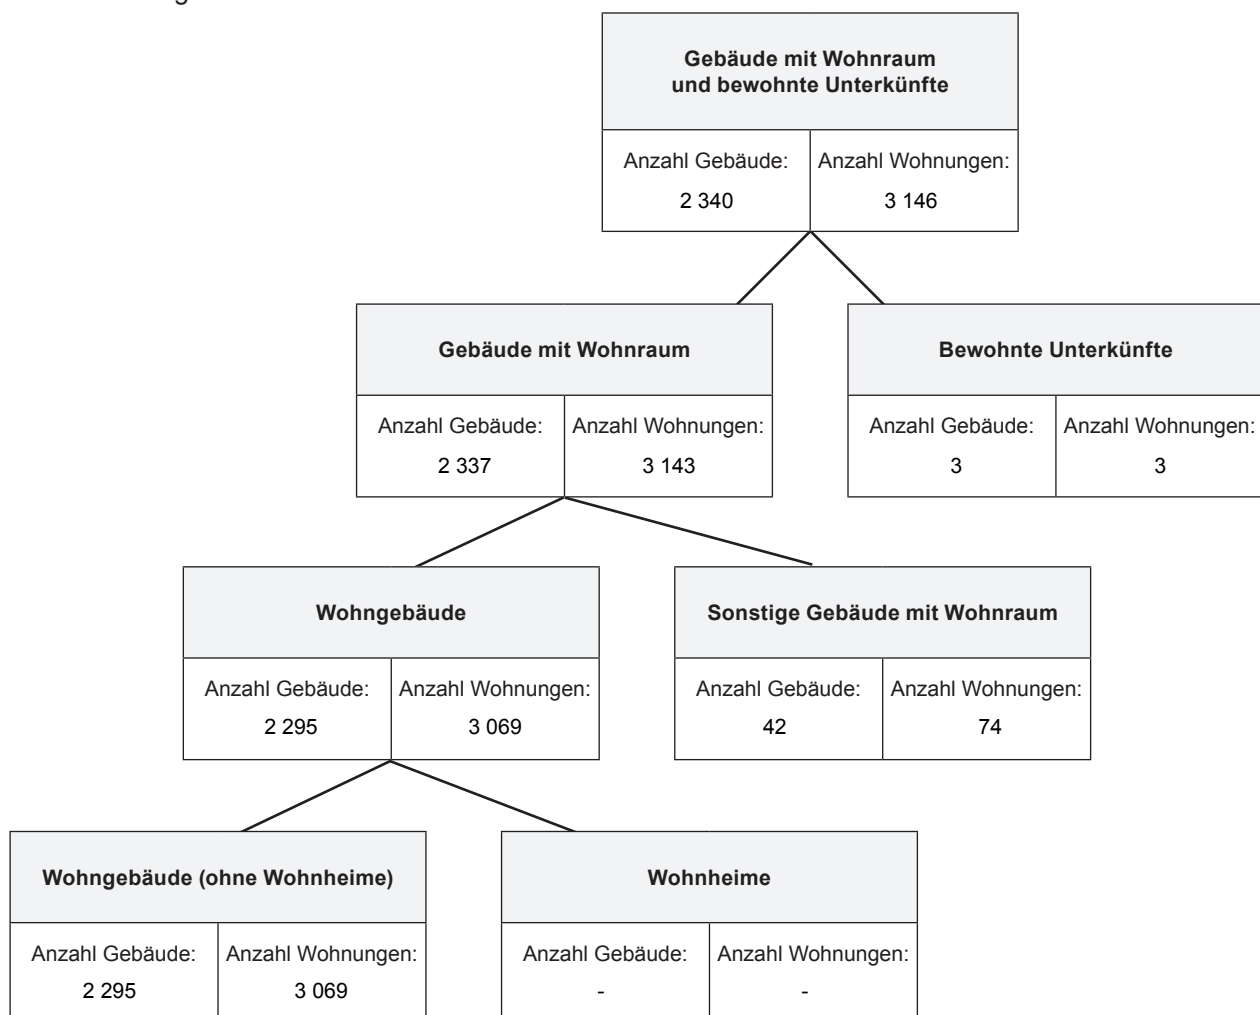 Gebäude mit Wohnraum
und bewohnte Unterkünfte
Anzahl Gebäude:
2 340
Anzahl Wohnungen:
3 146
Gebäude mit Wohnraum
Anzahl Gebäude:
2 337
Anzahl Wohnungen:
3 143
Bewohnte Unterkünfte
Anzahl Gebäude:
3
Anzahl Wohnungen:
3
Wohngebäude
Anzahl Gebäude:
2 295
Anzahl Wohnungen:
3 069
Sonstige Gebäude mit Wohnraum
Anzahl Gebäude:
42
Anzahl Wohnungen:
74
Wohngebäude (ohne Wohnheime)
Anzahl Gebäude:
2 295
Anzahl Wohnungen:
3 069
Wohnheime
Anzahl Gebäude:
-
Anzahl Wohnungen:
-